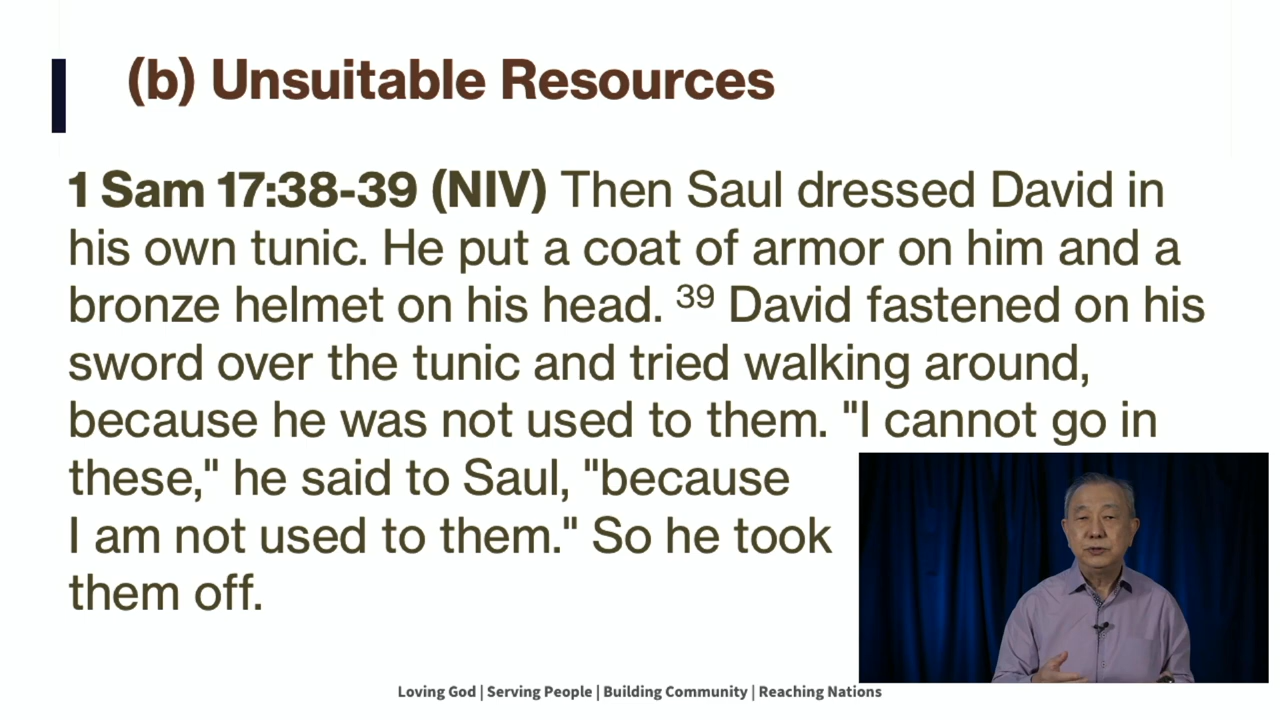 (b) Unsuitable Resources
1 Sam 17:38-39 (NIV) Then Saul dressed David in
his own tunic. He put a coat of armor on him and a
bronze helmet on his head. 39 David fastened on his
sword over the tunic and tried walking around,
because he was not used to them. "I cannot go in
these," he said to Saul, "because
I am not used to them." So he took
them off.
Loving God | Serving People | Building Community | Reaching Nations